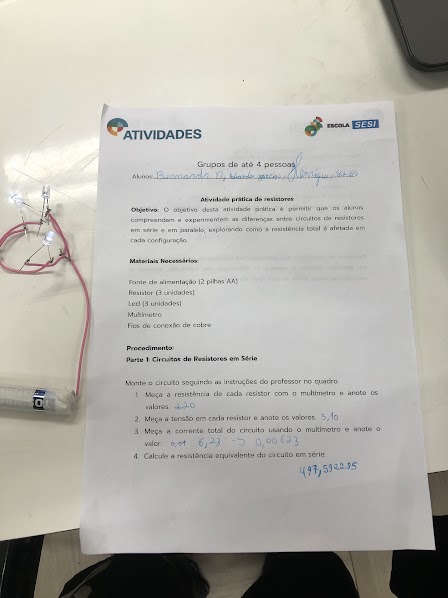 ATIVIDADES
ESCOLA SESI
Grupos de até 4 pessoas
Alunos:
Atividade prática de resistores
Objetivo: O objetivo desta atividade prática é permitir que os alunos
compreendam e experimentem as diferenças entre circuitos de resistores
em série e em paralelo, explorando como a resistência total é afetada em
cada configuração.
Materiais Necessários:
Fonte de alimentação (2 pilhas AA)
Resistor (3 unidades)
Led (3 unidades)
Multímetro
Fios de conexão de cobre
Procedimento:
Parte 1: Circuitos de Resistores em Série
Monte o circuito seguindo as instruções do professor no quadro.
1. Meça a resistência de cada resistor com o multímetro e anote os
valores. 220
2. Meça a tensão em cada resistor e anote os valores. 3,10
3. Meça a corrente total do circuito usando o multímetro e anote o
valor. 6,23 → 0,00623
4. Calcule a resistência equivalente do circuito em série.
497,592295